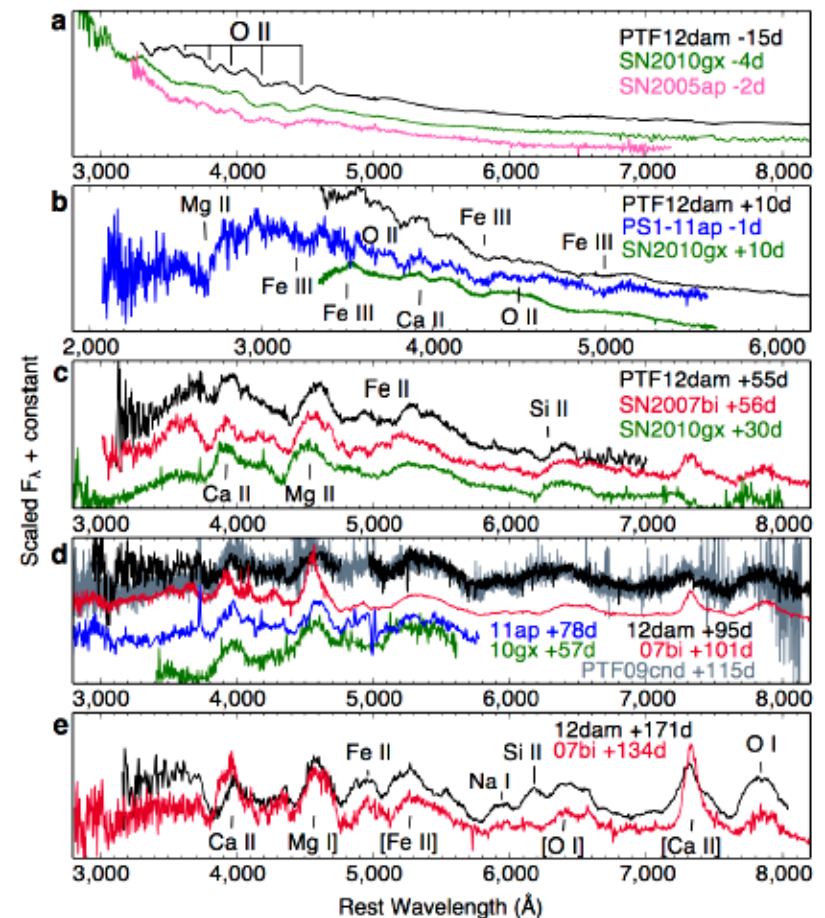 a
O II
PTF12dam -15d
SN2010gx -4d
SN2005ap -2d
3,000 4,000 5,000 6,000 7,000 8,000
b
Mg II
PTF12dam +10d
PS1-11ap -1d
SN2010gx +10d
Fe III
O II
Fe III
Fe III
Fe III
Ca II
O II
2,000 3,000 4,000 5,000 6,000
c
Fe II
PTF12dam +55d
SN2007bi +56d
SN2010gx +30d
Si II
Ca II
Mg II
3,000 4,000 5,000 6,000 7,000 8,000
d
11ap +78d
12dam +95d
10gx +57d
07bi +101d
PTF09cnd +115d
3,000 4,000 5,000 6,000 7,000 8,000
e
12dam +171d
07bi +134d
Fe II
Si II
Na I
O I
Ca II
Mg I]
[Fe II]
[O I]
[Ca II]
3,000 4,000 5,000 6,000 7,000 8,000
Rest Wavelength (Å)
Scaled Fλ + constant